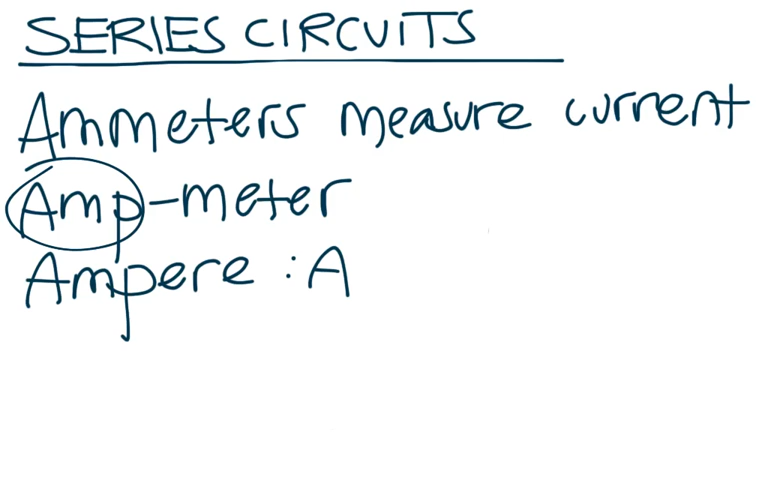 SERIES CIRCUITS
Ammeters measure current
Amp-meter
Ampere : A